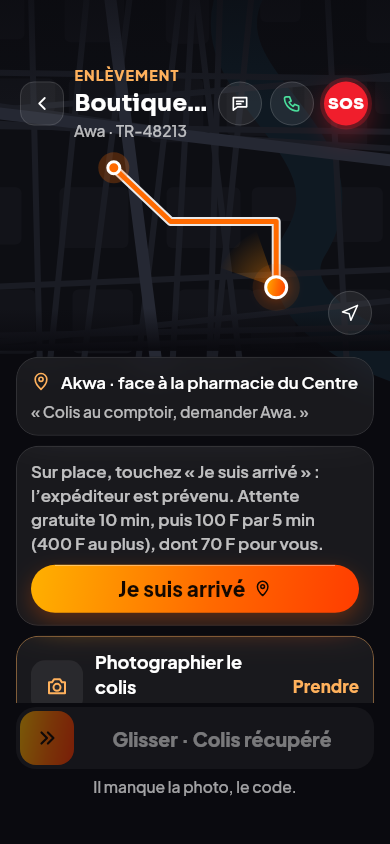 ENLÈVEMENT
Boutique...
SOS
Awa · TR-48213
Akwa · face à la pharmacie du Centre
« Colis au comptoir, demander Awa. »
Sur place, touchez « Je suis arrivé » :
l’expéditeur est prévenu. Attente
gratuite 10 min, puis 100 F par 5 min
(400 F au plus), dont 70 F pour vous.
Je suis arrivé
Photographier le
colis
Prendre
Glisser · Colis récupéré
Il manque la photo, le code.